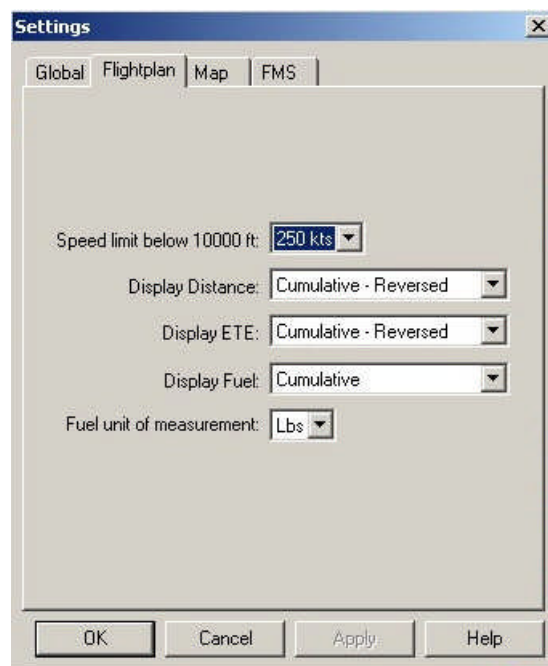 Settings
Global Flightplan Map FMS
Speed limit below 10000 ft: 250 kts
Display Distance: Cumulative - Reversed
Display ETE: Cumulative - Reversed
Display Fuel: Cumulative
Fuel unit of measurement: Lbs
OK Cancel Apply Help